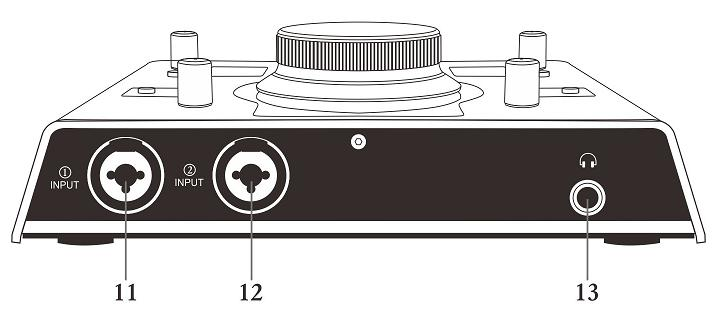 ① INPUT
② INPUT
11
12
13